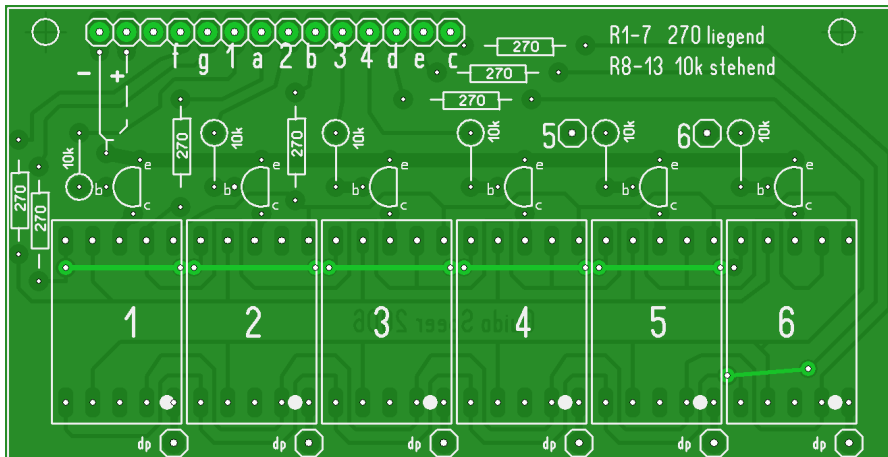 R1-7 270 liegend
R8-13 10k stehend
- + f g 1 a 2 b 3 4 d e c
270
270
270
10k 270 10k 270 10k 10k 5 10k 6 10k
e e e e e e
b b b b b b
c c c c c c
270
270
1 2 3 4 5 6
dp dp dp dp dp dp